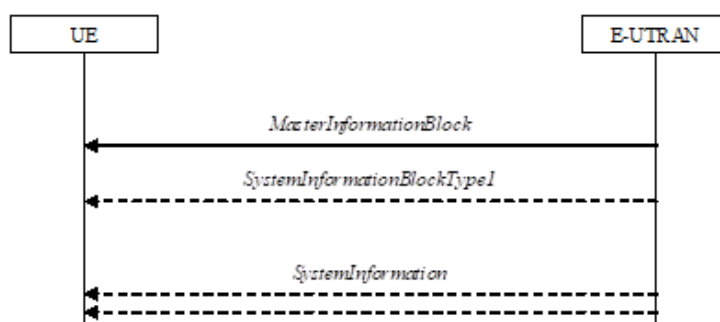 UE
E-UTRAN
MasterInformationBlock
SystemInformationBlockType1
SystemInformation